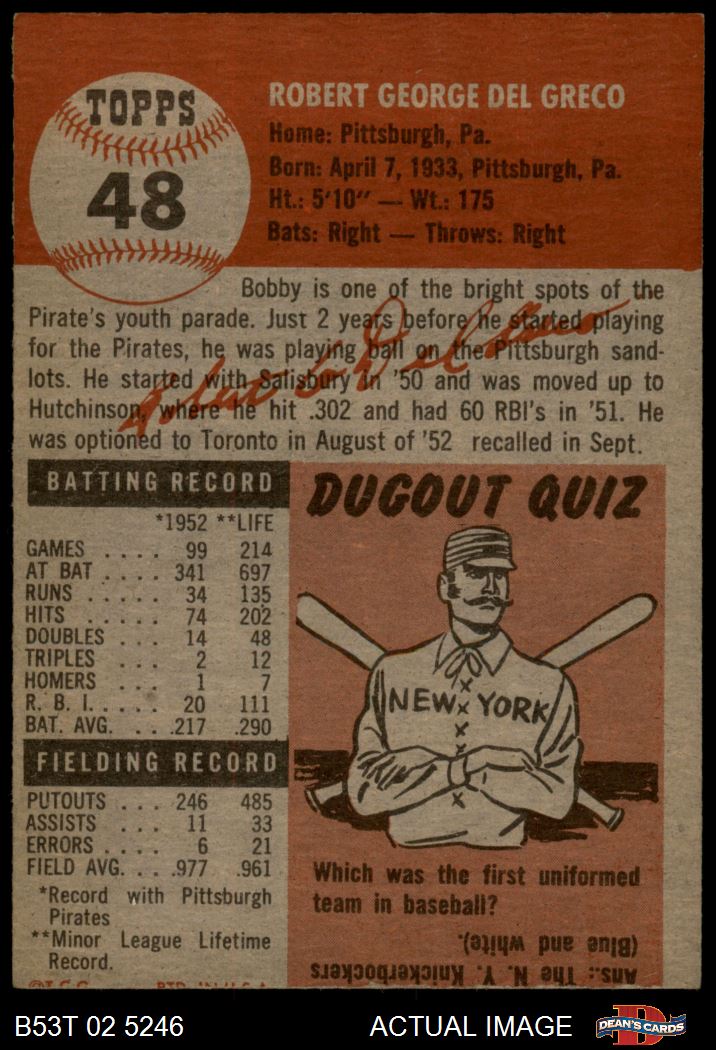 TOPPS
48
ROBERT GEORGE DEL GRECO
Home: Pittsburgh, Pa.
Born: April 7, 1933, Pittsburgh, Pa.
Ht.: 5'10" — Wt.: 175
Bats: Right — Throws: Right
Bobby is one of the bright spots of the
Pirate's youth parade. Just 2 years before he started playing
for the Pirates, he was playing ball on the Pittsburgh sand-
lots. He started with Salisbury in '50 and was moved up to
Hutchinson, where he hit .302 and had 60 RBI's in '51. He
was optioned to Toronto in August of '52 recalled in Sept.
BATTING RECORD
*1952 **LIFE
GAMES .... 99 214
AT BAT .... 341 697
RUNS ..... 34 135
HITS ..... 74 202
DOUBLES ... 14 48
TRIPLES ... 2 12
HOMERS ... 1 7
R. B. I. .... 20 111
BAT. AVG. ... .217 .290
FIELDING RECORD
PUTOUTS ... 246 485
ASSISTS ... 11 33
ERRORS ... 6 21
FIELD AVG. ... .977 .961
*Record with Pittsburgh
Pirates
**Minor League Lifetime
Record.
DUGOUT QUIZ
NEW YORK
Which was the first uniformed
team in baseball?
Ans.: The N. Y. Knickerbockers
(Blue and white).
©T.C.G. PTD. IN U.S.A.
B53T 02 5246
ACTUAL IMAGE
DEAN'S CARDS